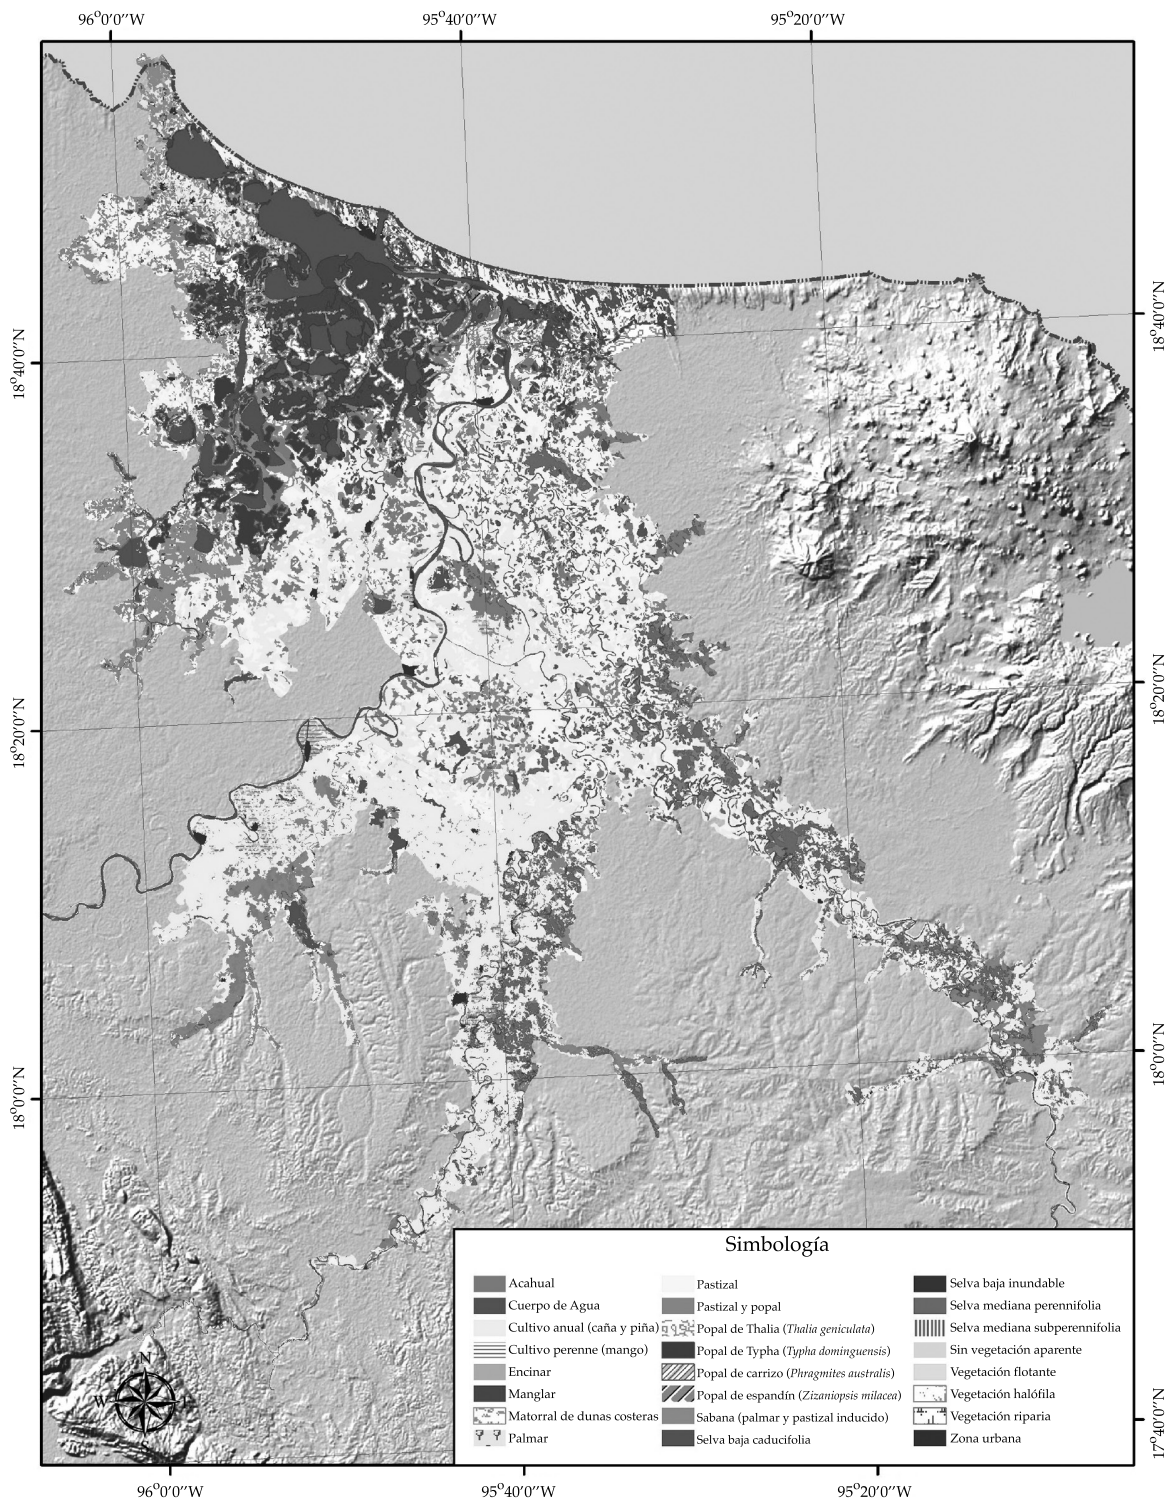 96°0'0''W
95°40'0''W
95°20'0''W
18°40'0''N
18°40'0''N
18°20'0''N
18°20'0''N
18°0'0''N
18°0'0''N
17°40'0''N
Simbología
Acahual
Cuerpo de Agua
Cultivo anual (caña y piña)
Cultivo perenne (mango)
Encinar
Manglar
Matorral de dunas costeras
Palmar
Pastizal
Pastizal y popal
Popal de Thalia (Thalia geniculata)
Popal de Typha (Typha dominguensis)
Popal de carrizo (Phragmites australis)
Popal de espandín (Zizaniopsis milacea)
Sabana (palmar y pastizal inducido)
Selva baja caducifolia
Selva baja inundable
Selva mediana perennifolia
Selva mediana subperennifolia
Sin vegetación aparente
Vegetación flotante
Vegetación halófila
Vegetación riparia
Zona urbana
N
W
E
S
96°0'0'W
95°40'0''W
95°20'0''W